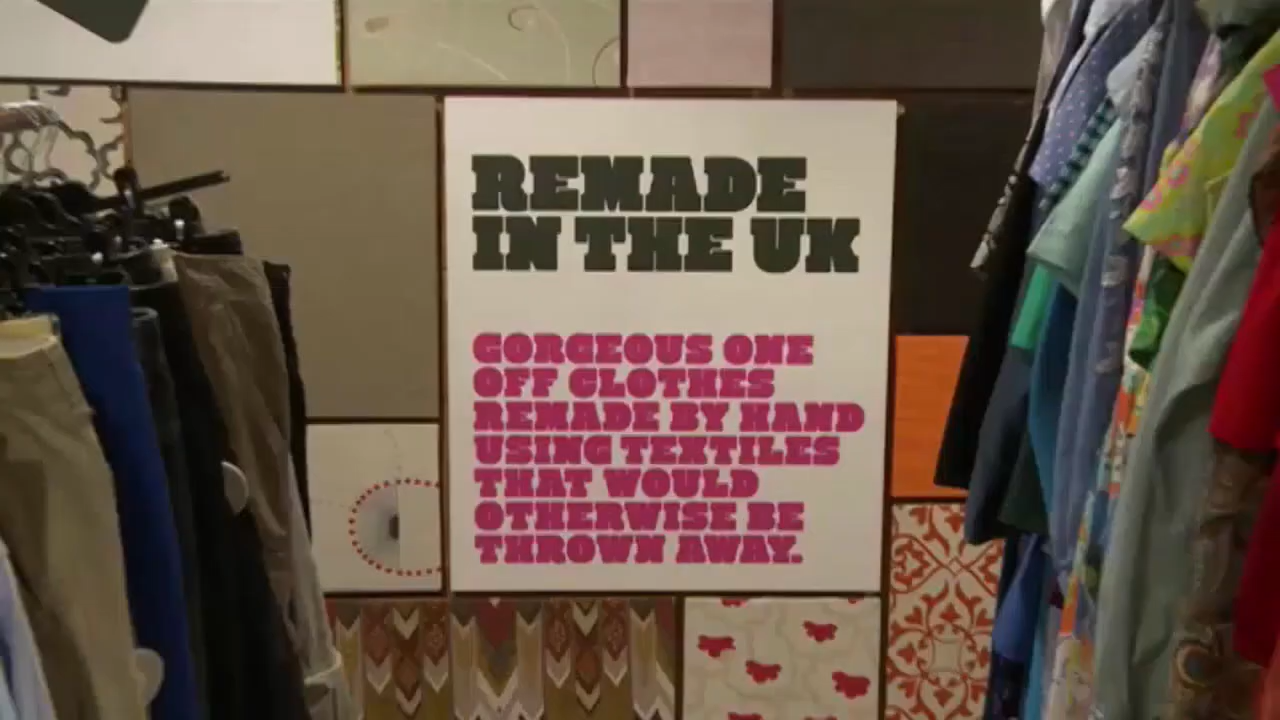 REMADE
IN THE UK
GORGEOUS ONE
OFF CLOTHES
REMADE BY HAND
USING TEXTILES
THAT WOULD
OTHERWISE BE
THROWN AWAY.